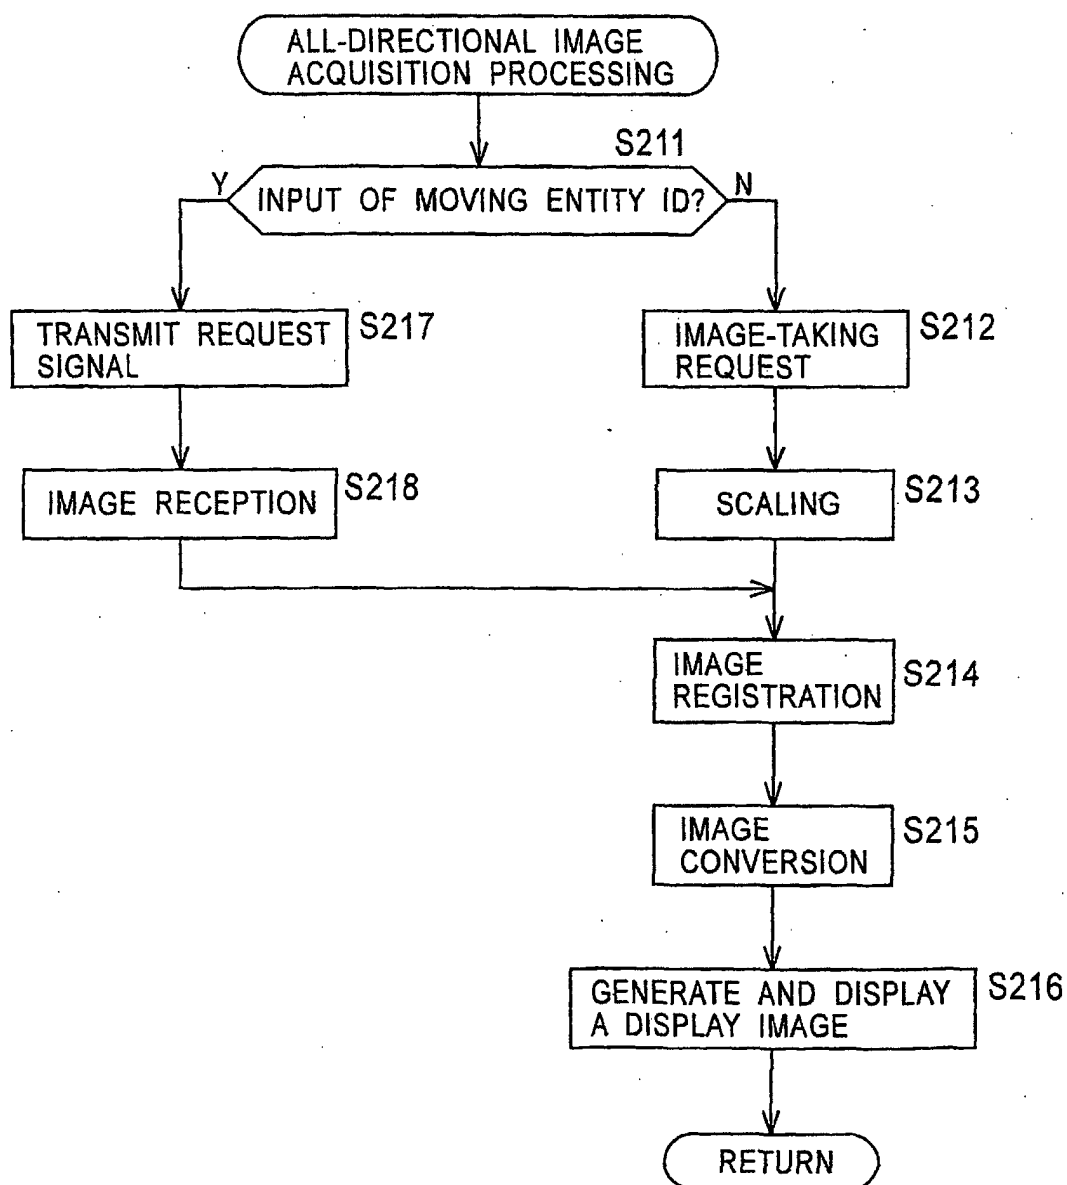 ALL-DIRECTIONAL IMAGE
ACQUISITION PROCESSING
S211
Y
INPUT OF MOVING ENTITY ID?
N
TRANSMIT REQUEST
SIGNAL
S217
IMAGE-TAKING
REQUEST
S212
IMAGE RECEPTION
S218
SCALING
S213
IMAGE
REGISTRATION
S214
IMAGE
CONVERSION
S215
GENERATE AND DISPLAY
A DISPLAY IMAGE
S216
RETURN